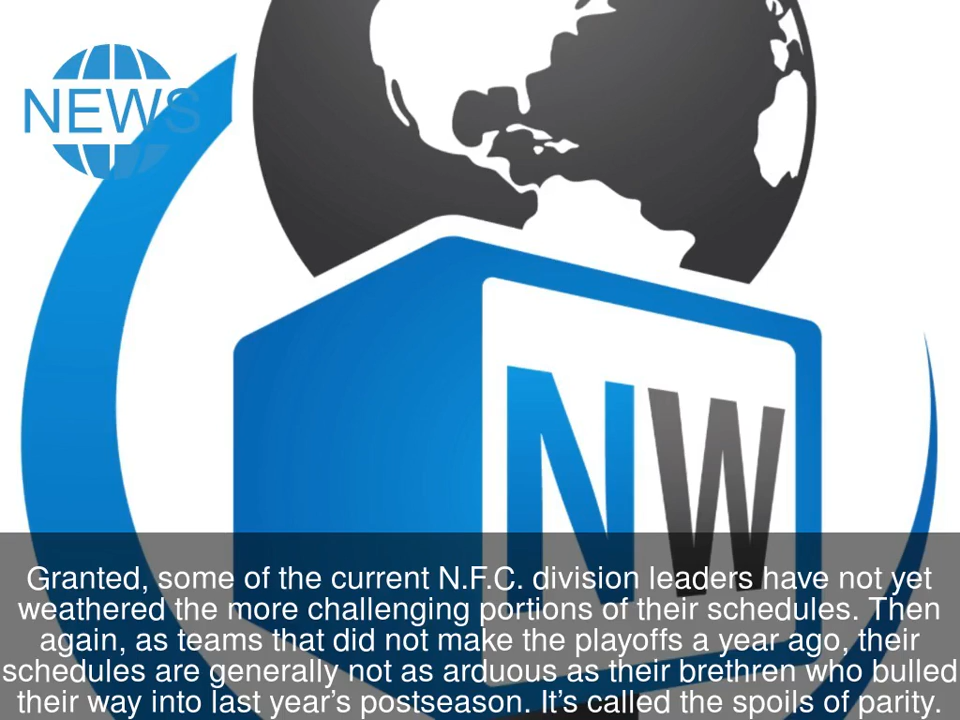 NEWS
NW
Granted, some of the current N.F.C. division leaders have not yet
weathered the more challenging portions of their schedules. Then
again, as teams that did not make the playoffs a year ago, their
schedules are generally not as arduous as their brethren who bulled
their way into last year’s postseason. It’s called the spoils of parity.